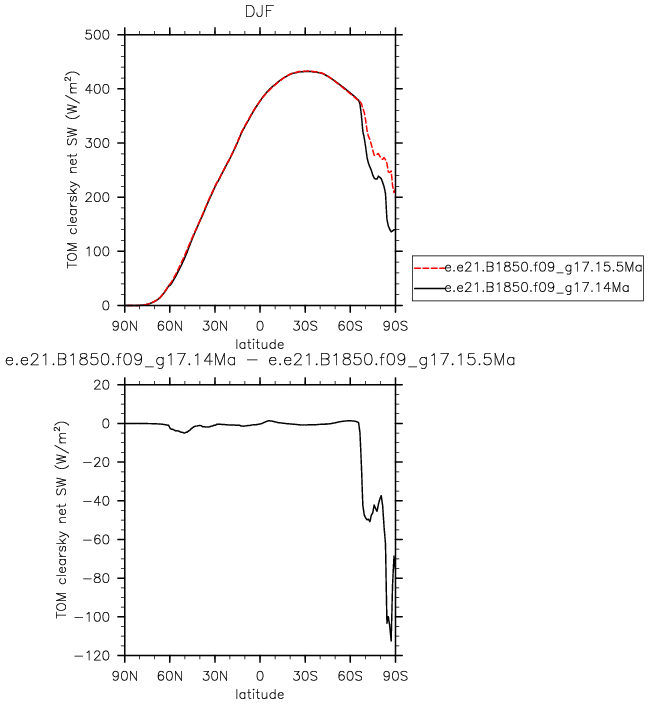 DJF
500
400
300
200
100
0
TOM clearsky net SW (W/m²)
90N 60N 30N 0 30S 60S 90S
latitude
e.e21.B1850.f09_g17.15.5Ma
e.e21.B1850.f09_g17.14Ma
e.e21.B1850.f09_g17.14Ma − e.e21.B1850.f09_g17.15.5Ma
20
0
−20
−40
−60
−80
−100
−120
TOM clearsky net SW (W/m²)
90N 60N 30N 0 30S 60S 90S
latitude